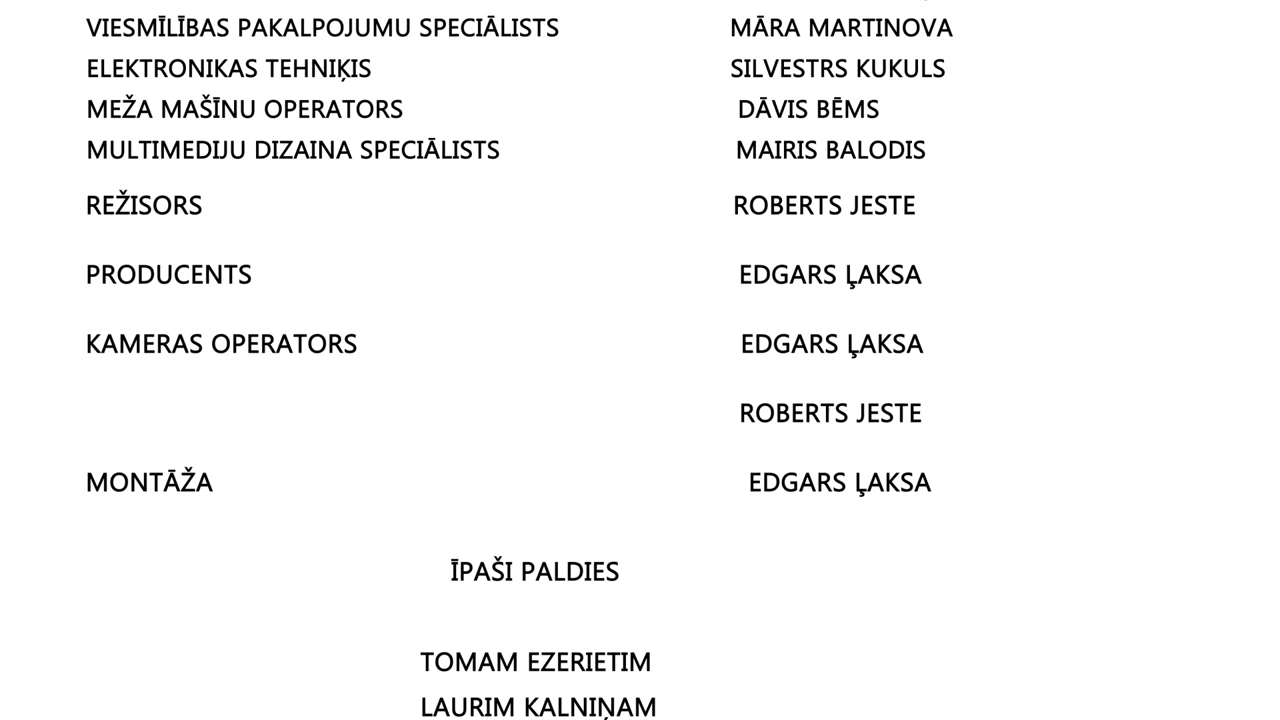 VIESMĪLĪBAS PAKALPOJUMU SPECIĀLISTS MĀRA MARTINOVA
ELEKTRONIKAS TEHNIĶIS SILVESTRS KUKULS
MEŽA MAŠĪNU OPERATORS DĀVIS BĒMS
MULTIMEDIJU DIZAINA SPECIĀLISTS MAIRIS BALODIS
REŽISORS ROBERTS JESTE
PRODUCENTS EDGARS ĻAKSA
KAMERAS OPERATORS EDGARS ĻAKSA
ROBERTS JESTE
MONTĀŽA EDGARS ĻAKSA
ĪPAŠI PALDIES
TOMAM EZERIETIM
LAURIM KALNIŅAM